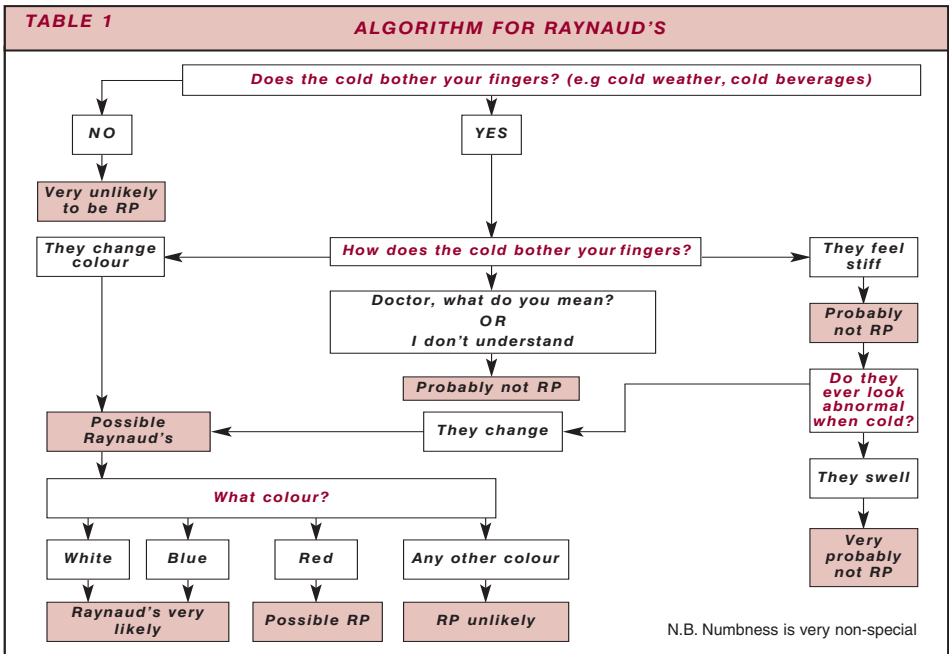 TABLE 1
ALGORITHM FOR RAYNAUD'S
Does the cold bother your fingers? (e.g cold weather, cold beverages)
NO
YES
Very unlikely
to be RP
They change
colour
How does the cold bother your fingers?
They feel
stiff
Doctor, what do you mean?
OR
I don't understand
Probably
not RP
Probably not RP
Do they
ever look
abnormal
when cold?
Possible
Raynaud's
They change
They swell
What colour?
White
Blue
Red
Any other colour
Very
probably
not RP
Raynaud's very
likely
Possible RP
RP unlikely
N.B. Numbness is very non-special